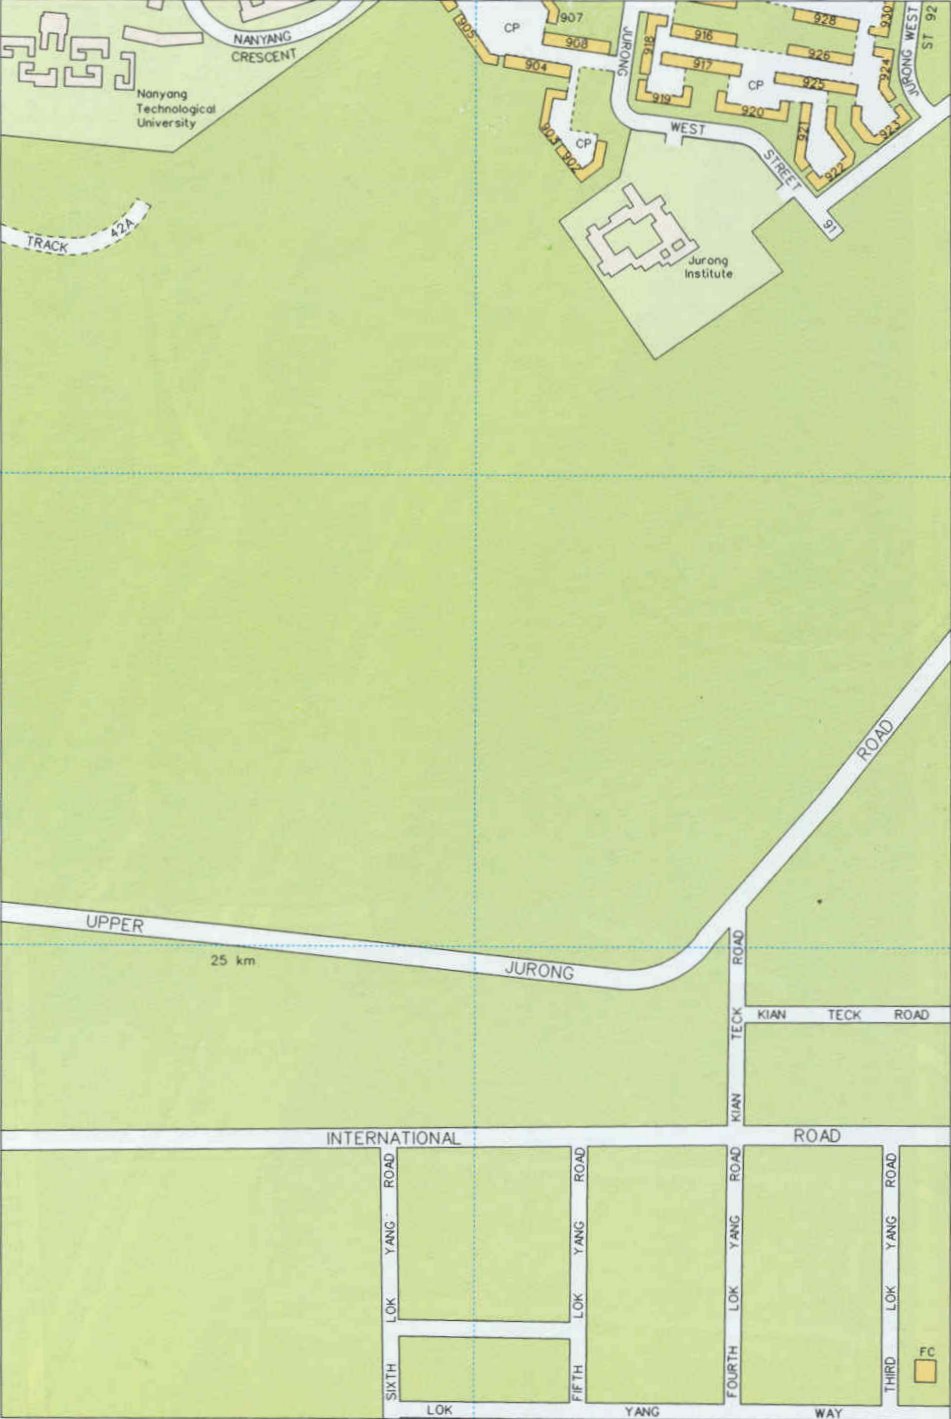 NANYANG
CRESCENT
Nanyang
Technological
University
TRACK 42A
905
CP
907
908
904
903
902
CP
JURONG
WEST
STREET
91
918
916
917
919
CP
920
928
926
925
921
922
923
924
930
JURONG WEST
ST 92
Jurong
Institute
UPPER
JURONG
ROAD
25 km
KIAN TECK ROAD
KIAN TECK ROAD
INTERNATIONAL ROAD
SIXTH LOK YANG ROAD
FIFTH LOK YANG ROAD
FOURTH LOK YANG ROAD
THIRD LOK YANG ROAD
FC
LOK YANG WAY